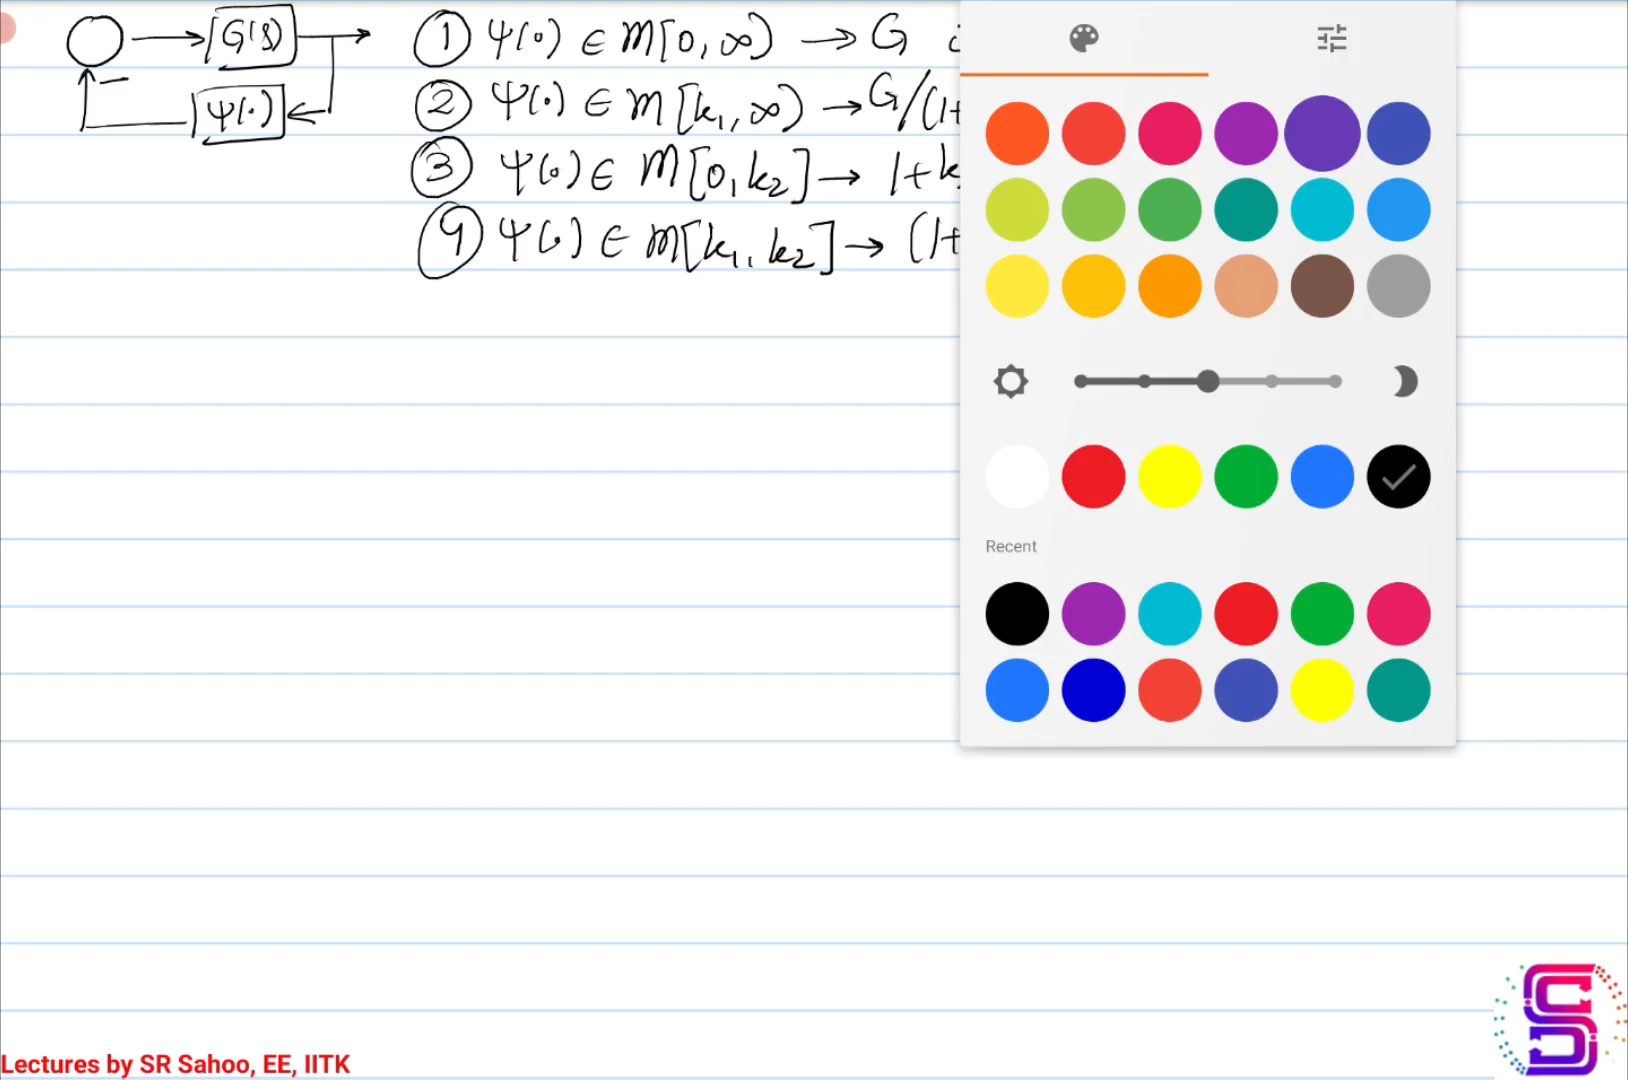 G(s)
ψ(.)
① ψ(.) ∈ M[0, ∞) → G
② ψ(.) ∈ M[k₁, ∞) → G/(1+
③ ψ(.) ∈ M[0, k₂] → 1+k
④ ψ(.) ∈ M[k₁, k₂] → (1+
Recent
Lectures by SR Sahoo, EE, IITK